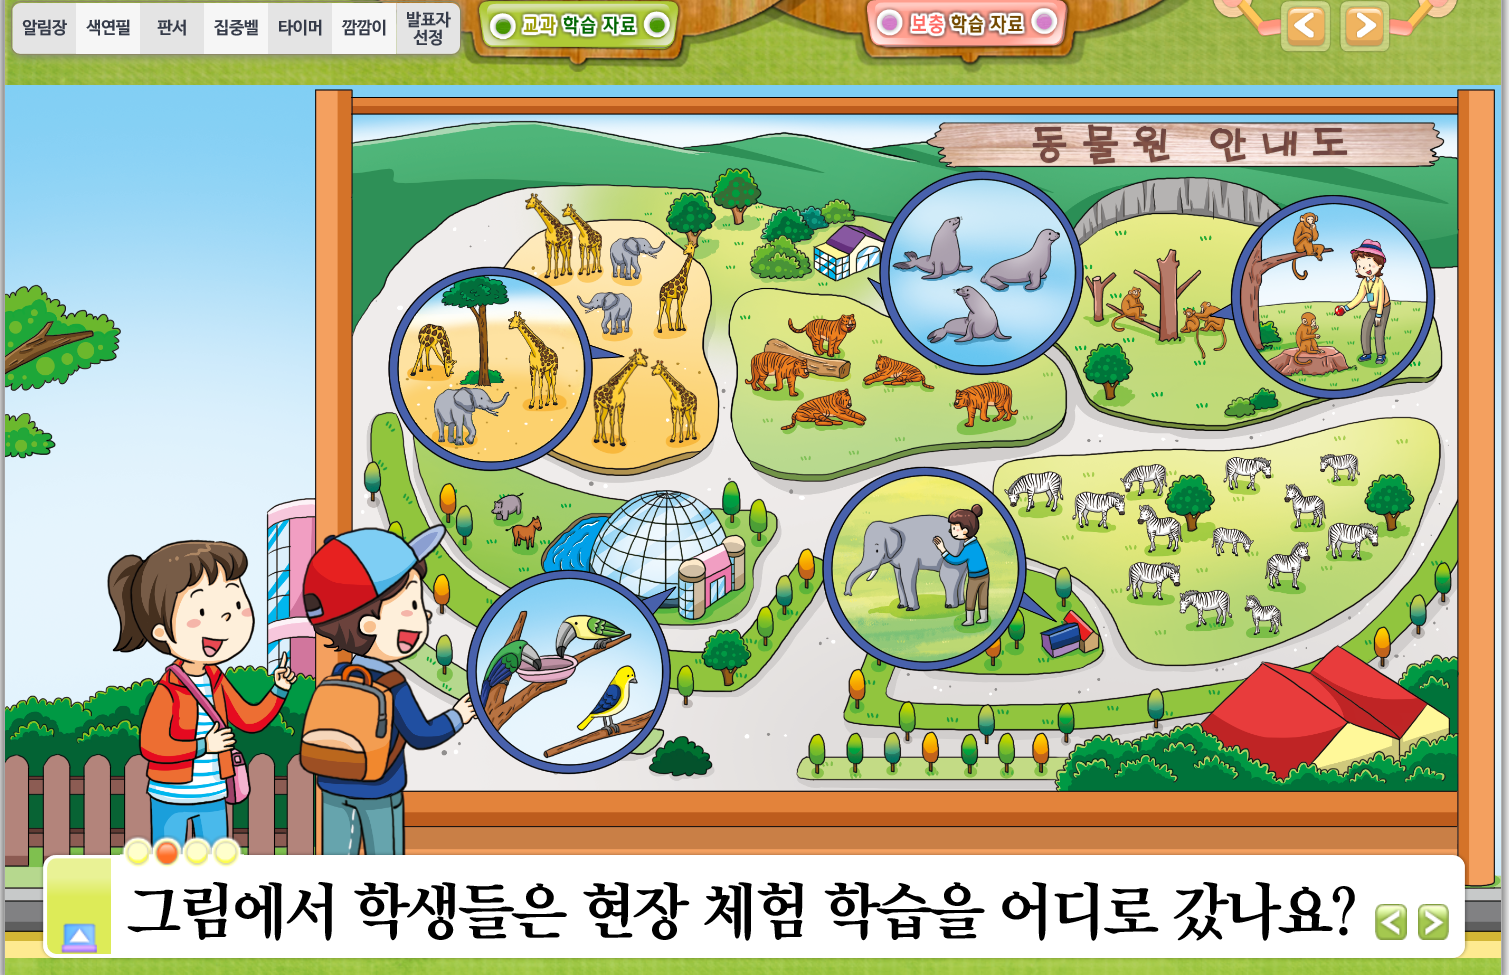 알림장 색연필 판서 집중벨 타이머 깜깜이 발표자
선정
교과 학습 자료
보충 학습 자료
동물원 안내도
그림에서 학생들은 현장 체험 학습을 어디로 갔나요?